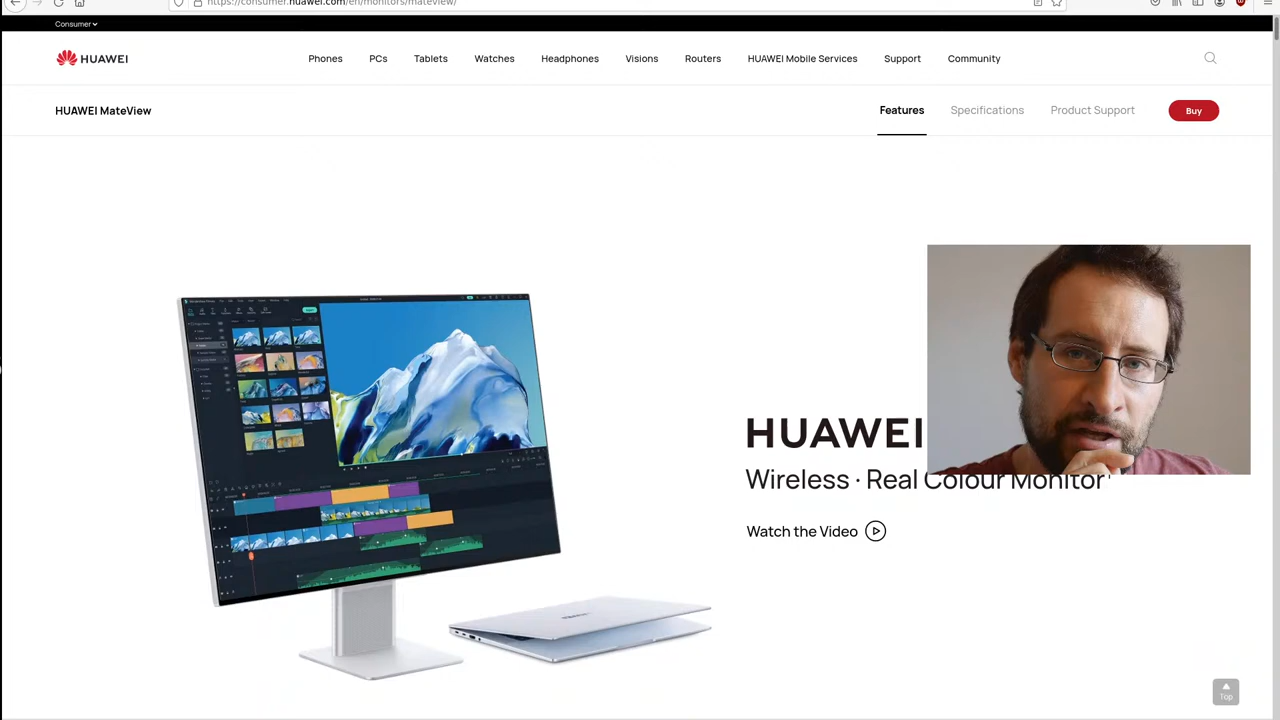 https://consumer.huawei.com/en/monitors/mateview/
Consumer
HUAWEI
Phones
PCs
Tablets
Watches
Headphones
Visions
Routers
HUAWEI Mobile Services
Support
Community
HUAWEI MateView
Features
Specifications
Product Support
Buy
HUAWEI
Wireless · Real Colour Monitor
Watch the Video
Top